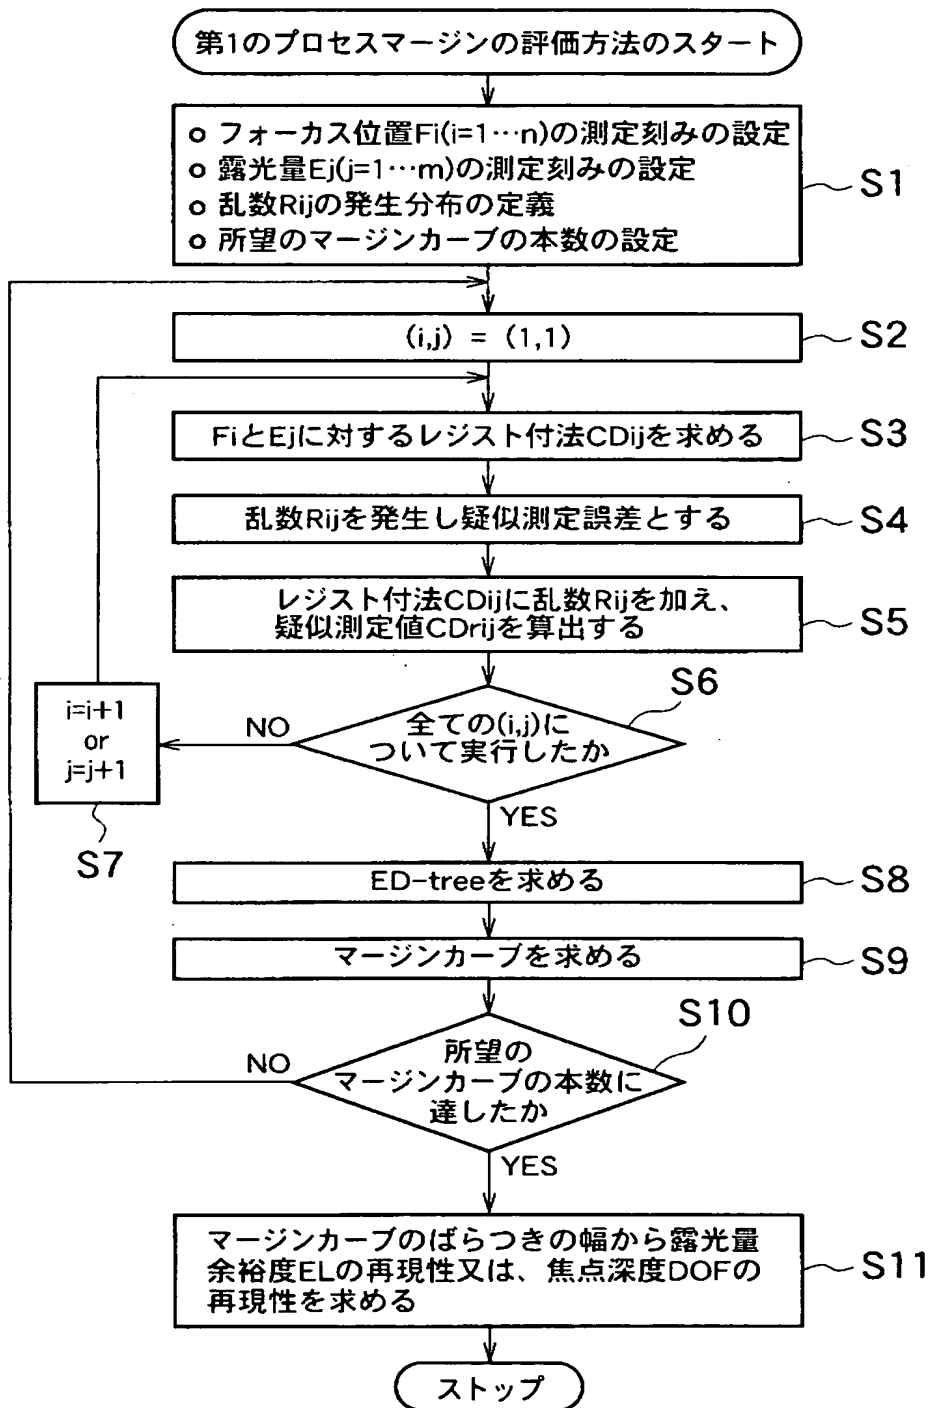 第1のプロセスマージンの評価方法のスタート
o フォーカス位置Fi(i=1…n)の測定刻みの設定
o 露光量Ej(j=1…m)の測定刻みの設定
o 乱数Rijの発生分布の定義
o 所望のマージンカーブの本数の設定
S1
(i,j) = (1,1)
S2
FiとEjに対するレジスト付法CDijを求める
S3
乱数Rijを発生し疑似測定誤差とする
S4
レジスト付法CDijに乱数Rijを加え、
疑似測定値CDrijを算出する
S5
S6
全ての(i,j)に
ついて実行したか
NO
i=i+1
or
j=j+1
S7
YES
ED-treeを求める
S8
マージンカーブを求める
S9
S10
所望の
マージンカーブの本数に
達したか
NO
YES
マージンカーブのばらつきの幅から露光量
余裕度ELの再現性又は、焦点深度DOFの
再現性を求める
S11
ストップ